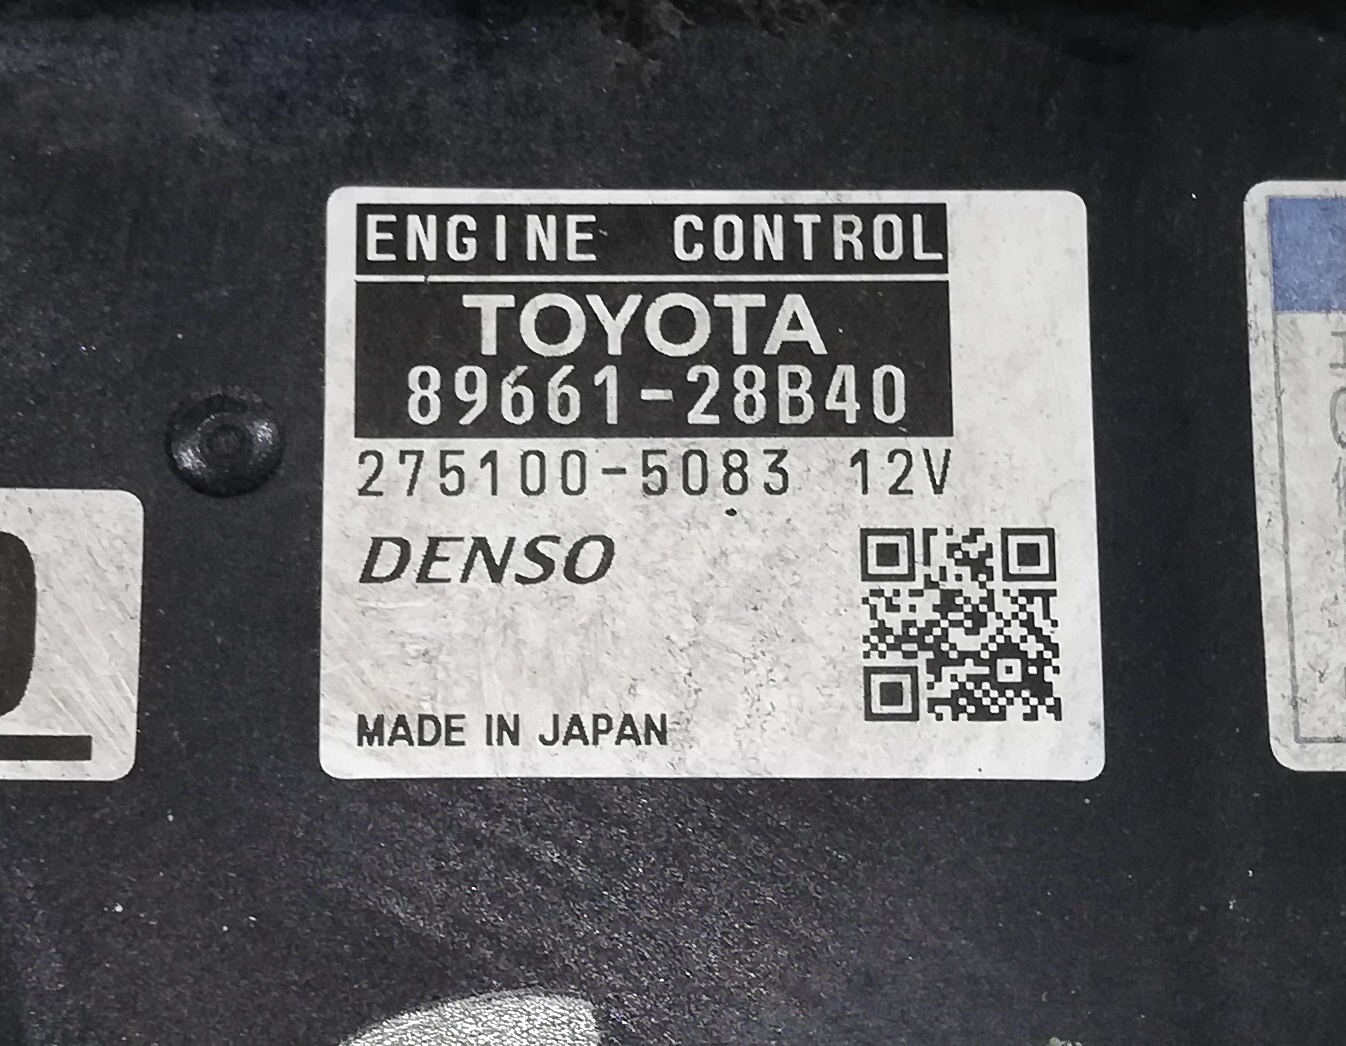 ENGINE CONTROL
TOYOTA
89661-28B40
275100-5083 12V
DENSO
MADE IN JAPAN